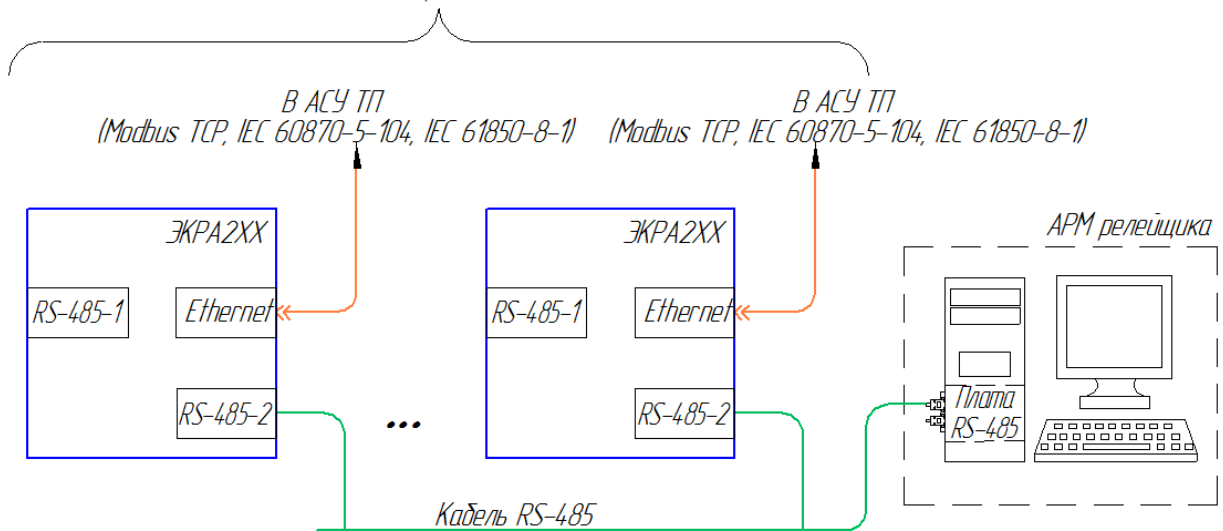 В АСУ ТП
(Modbus TCP, IEC 60870-5-104, IEC 61850-8-1)
В АСУ ТП
(Modbus TCP, IEC 60870-5-104, IEC 61850-8-1)
ЭКРА2XX
RS-485-1
Ethernet
RS-485-2
...
ЭКРА2XX
RS-485-1
Ethernet
RS-485-2
АРМ релейщика
Плата
RS-485
Кабель RS-485